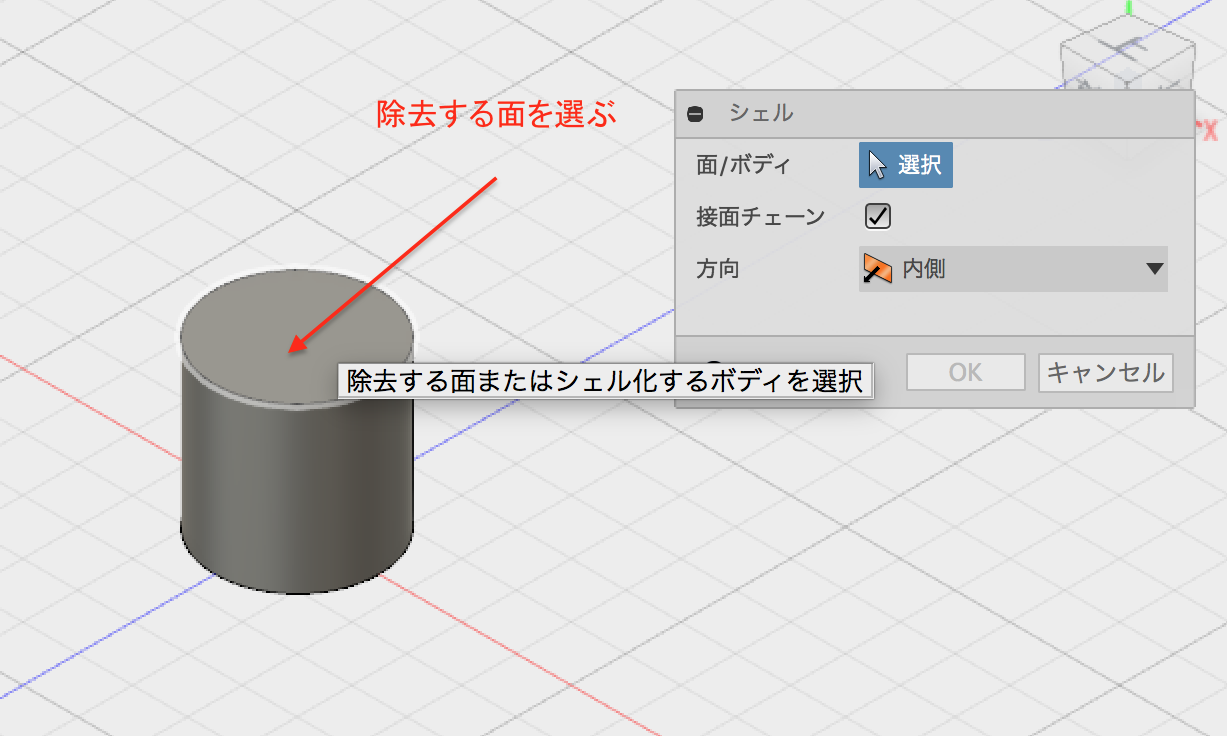 除去する面を選ぶ
シェル
面/ボディ
選択
接面チェーン
方向
内側
除去する面またはシェル化するボディを選択
OK
キャンセル
X